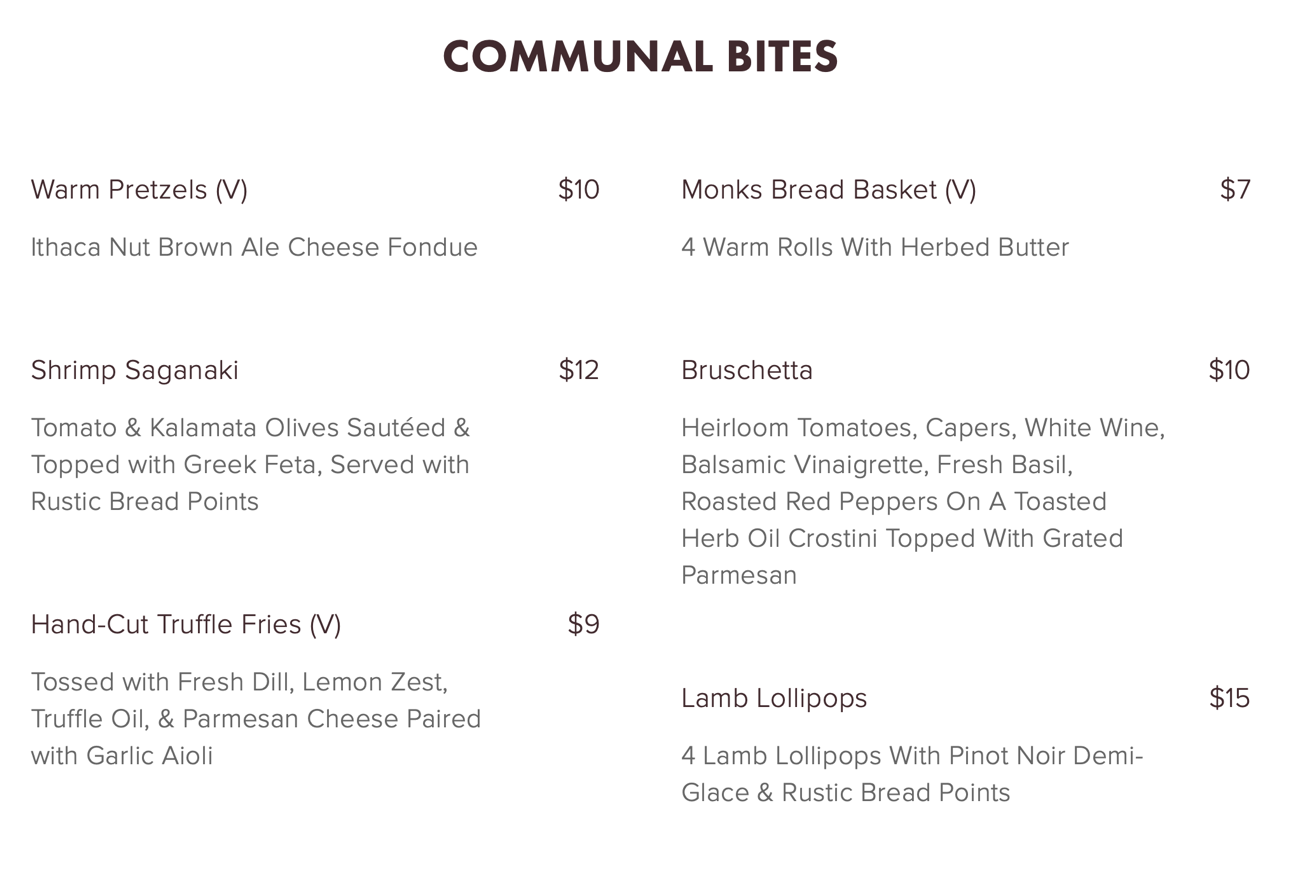 COMMUNAL BITES
Warm Pretzels (V) $10
Ithaca Nut Brown Ale Cheese Fondue
Shrimp Saganaki $12
Tomato & Kalamata Olives Sautéed &
Topped with Greek Feta, Served with
Rustic Bread Points
Hand-Cut Truffle Fries (V) $9
Tossed with Fresh Dill, Lemon Zest,
Truffle Oil, & Parmesan Cheese Paired
with Garlic Aioli
Monks Bread Basket (V) $7
4 Warm Rolls With Herbed Butter
Bruschetta $10
Heirloom Tomatoes, Capers, White Wine,
Balsamic Vinaigrette, Fresh Basil,
Roasted Red Peppers On A Toasted
Herb Oil Crostini Topped With Grated
Parmesan
Lamb Lollipops $15
4 Lamb Lollipops With Pinot Noir Demi-
Glace & Rustic Bread Points